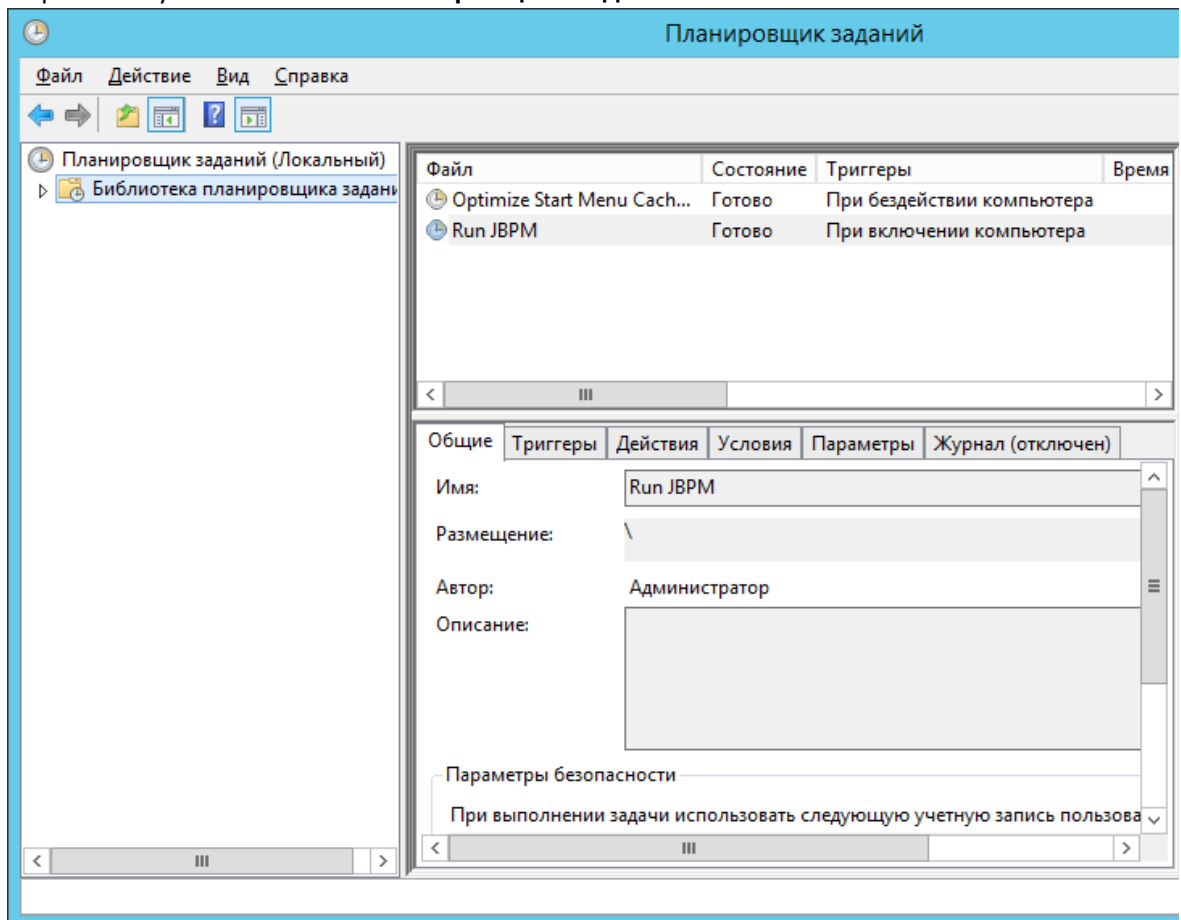 Планировщик заданий
Файл Действие Вид Справка
Планировщик заданий (Локальный)
Библиотека планировщика задани
Файл Состояние Триггеры Время
Optimize Start Menu Cach... Готово При бездействии компьютера
Run JBPM Готово При включении компьютера
Общие Триггеры Действия Условия Параметры Журнал (отключен)
Имя: Run JBPM
Размещение: \
Автор: Администратор
Описание:
Параметры безопасности
При выполнении задачи использовать следующую учетную запись пользова